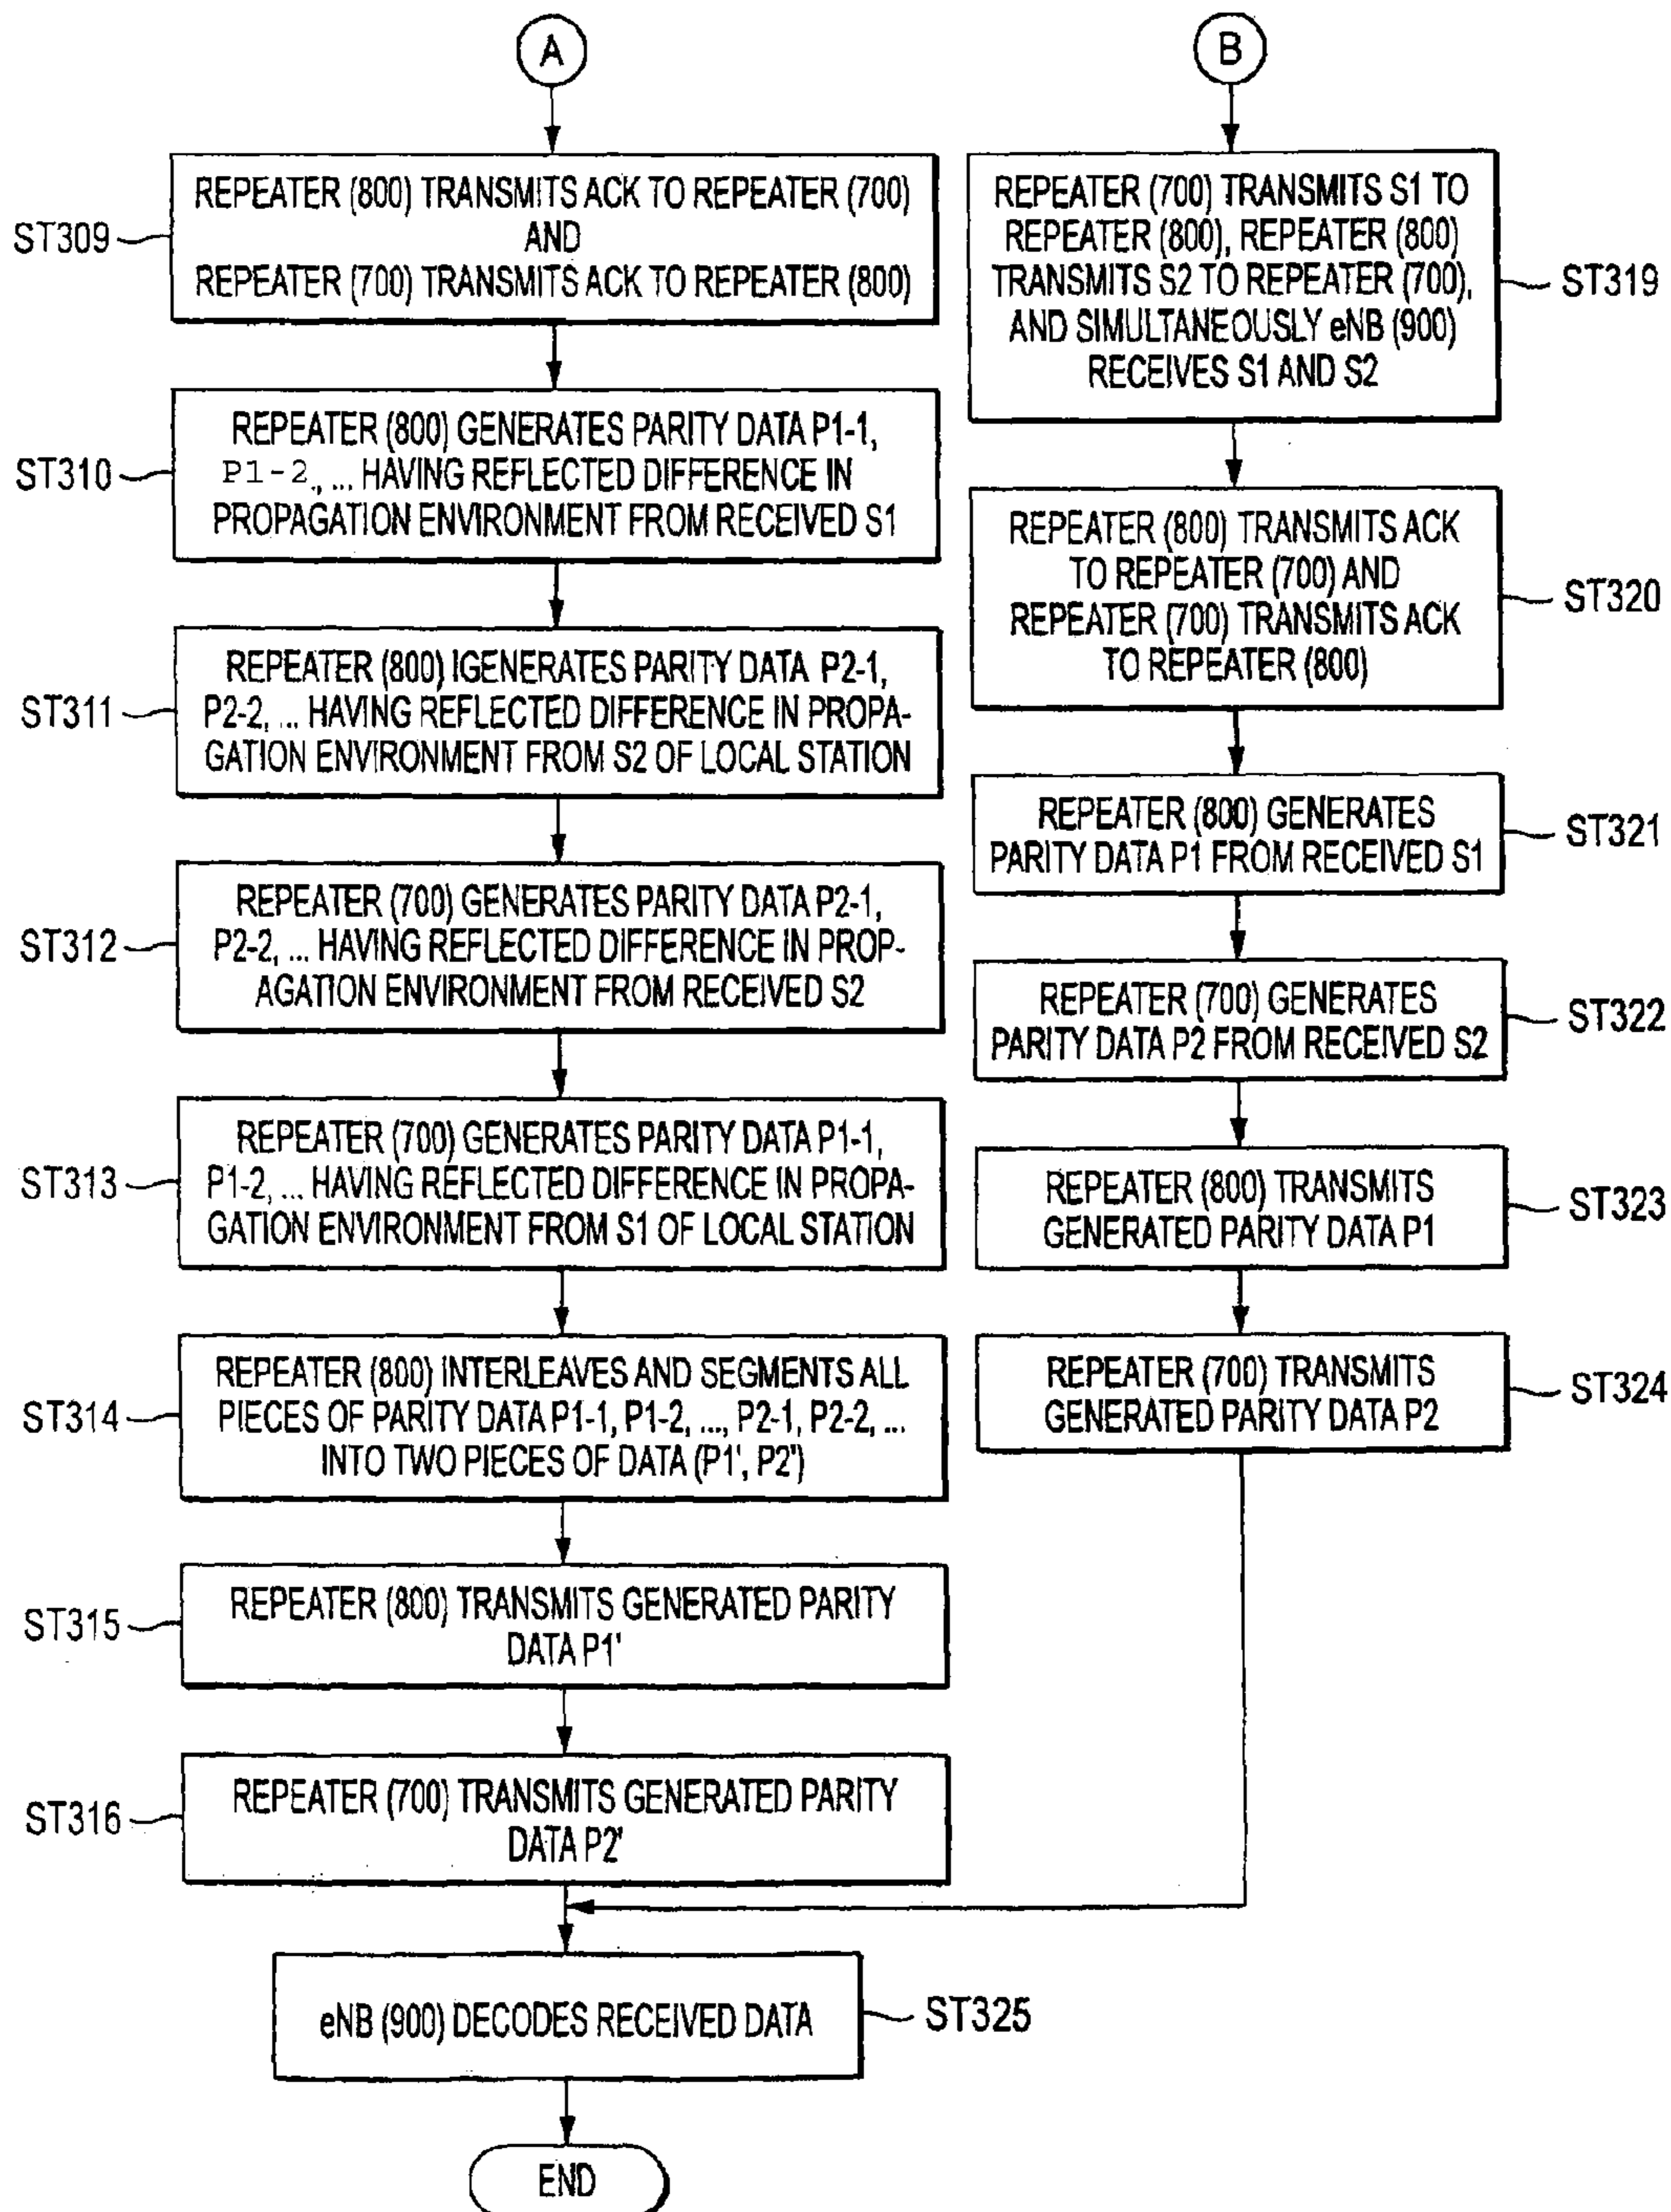 A
ST309
REPEATER (800) TRANSMITS ACK TO REPEATER (700)
AND
REPEATER (700) TRANSMITS ACK TO REPEATER (800)
ST310
REPEATER (800) GENERATES PARITY DATA P1-1,
P1-2, ... HAVING REFLECTED DIFFERENCE IN
PROPAGATION ENVIRONMENT FROM RECEIVED S1
ST311
REPEATER (800) IGENERATES PARITY DATA P2-1,
P2-2, ... HAVING REFLECTED DIFFERENCE IN PROPA-
GATION ENVIRONMENT FROM S2 OF LOCAL STATION
ST312
REPEATER (700) GENERATES PARITY DATA P2-1,
P2-2, ... HAVING REFLECTED DIFFERENCE IN PROP-
AGATION ENVIRONMENT FROM RECEIVED S2
ST313
REPEATER (700) GENERATES PARITY DATA P1-1,
P1-2, ... HAVING REFLECTED DIFFERENCE IN PROPA-
GATION ENVIRONMENT FROM S1 OF LOCAL STATION
ST314
REPEATER (800) INTERLEAVES AND SEGMENTS ALL
PIECES OF PARITY DATA P1-1, P1-2, ..., P2-1, P2-2, ...
INTO TWO PIECES OF DATA (P1', P2')
ST315
REPEATER (800) TRANSMITS GENERATED PARITY
DATA P1'
ST316
REPEATER (700) TRANSMITS GENERATED PARITY
DATA P2'
B
REPEATER (700) TRANSMITS S1 TO
REPEATER (800), REPEATER (800)
TRANSMITS S2 TO REPEATER (700),
AND SIMULTANEOUSLY eNB (900)
RECEIVES S1 AND S2
ST319
REPEATER (800) TRANSMITS ACK
TO REPEATER (700) AND
REPEATER (700) TRANSMITS ACK
TO REPEATER (800)
ST320
REPEATER (800) GENERATES
PARITY DATA P1 FROM RECEIVED S1
ST321
REPEATER (700) GENERATES
PARITY DATA P2 FROM RECEIVED S2
ST322
REPEATER (800) TRANSMITS
GENERATED PARITY DATA P1
ST323
REPEATER (700) TRANSMITS
GENERATED PARITY DATA P2
ST324
eNB (900) DECODES RECEIVED DATA
ST325
END